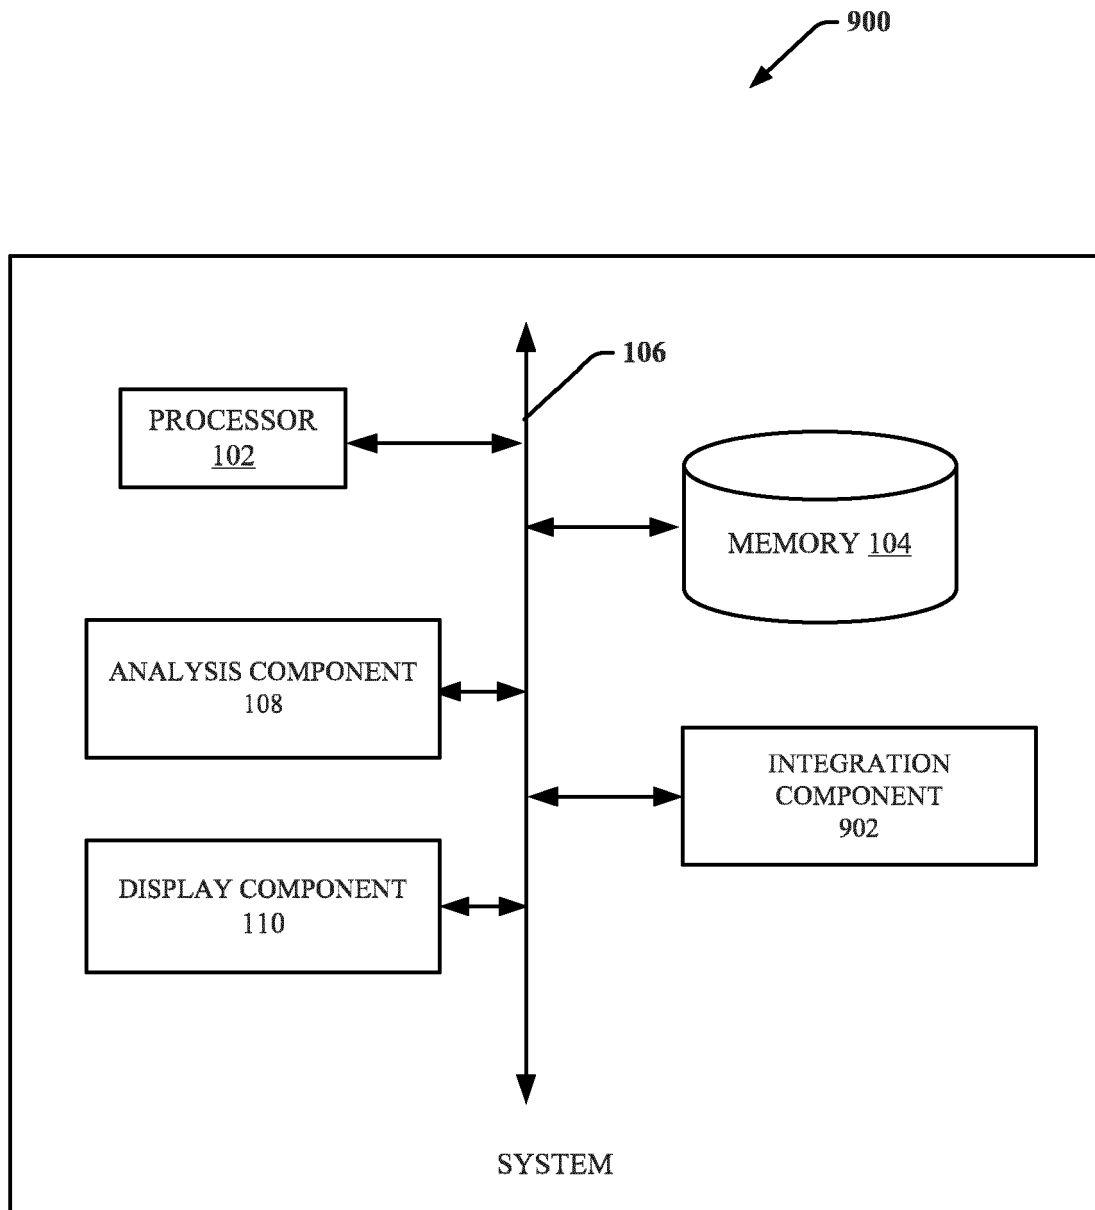 900
106
PROCESSOR
102
MEMORY 104
ANALYSIS COMPONENT
108
INTEGRATION
COMPONENT
902
DISPLAY COMPONENT
110
SYSTEM